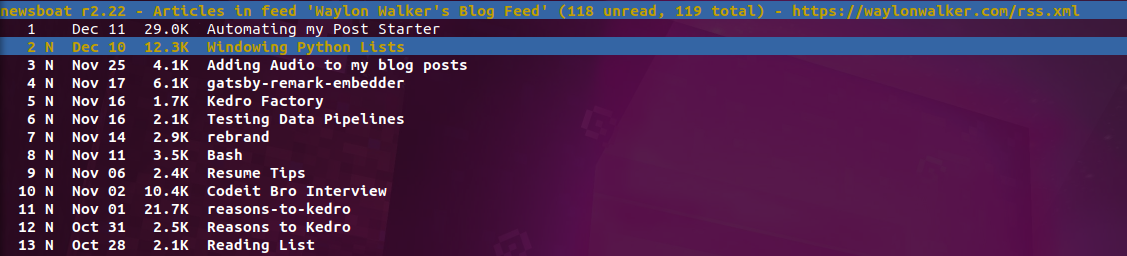 newsboat r2.22 - Articles in feed 'Waylon Walker's Blog Feed' (118 unread, 119 total) - https://waylonwalker.com/rss.xml
1 Dec 11 29.0K Automating my Post Starter
2 N Dec 10 12.3K Windowing Python Lists
3 N Nov 25 4.1K Adding Audio to my blog posts
4 N Nov 17 6.1K gatsby-remark-embedder
5 N Nov 16 1.7K Kedro Factory
6 N Nov 16 2.1K Testing Data Pipelines
7 N Nov 14 2.9K rebrand
8 N Nov 11 3.5K Bash
9 N Nov 06 2.4K Resume Tips
10 N Nov 02 10.4K Codeit Bro Interview
11 N Nov 01 21.7K reasons-to-kedro
12 N Oct 31 2.5K Reasons to Kedro
13 N Oct 28 2.1K Reading List